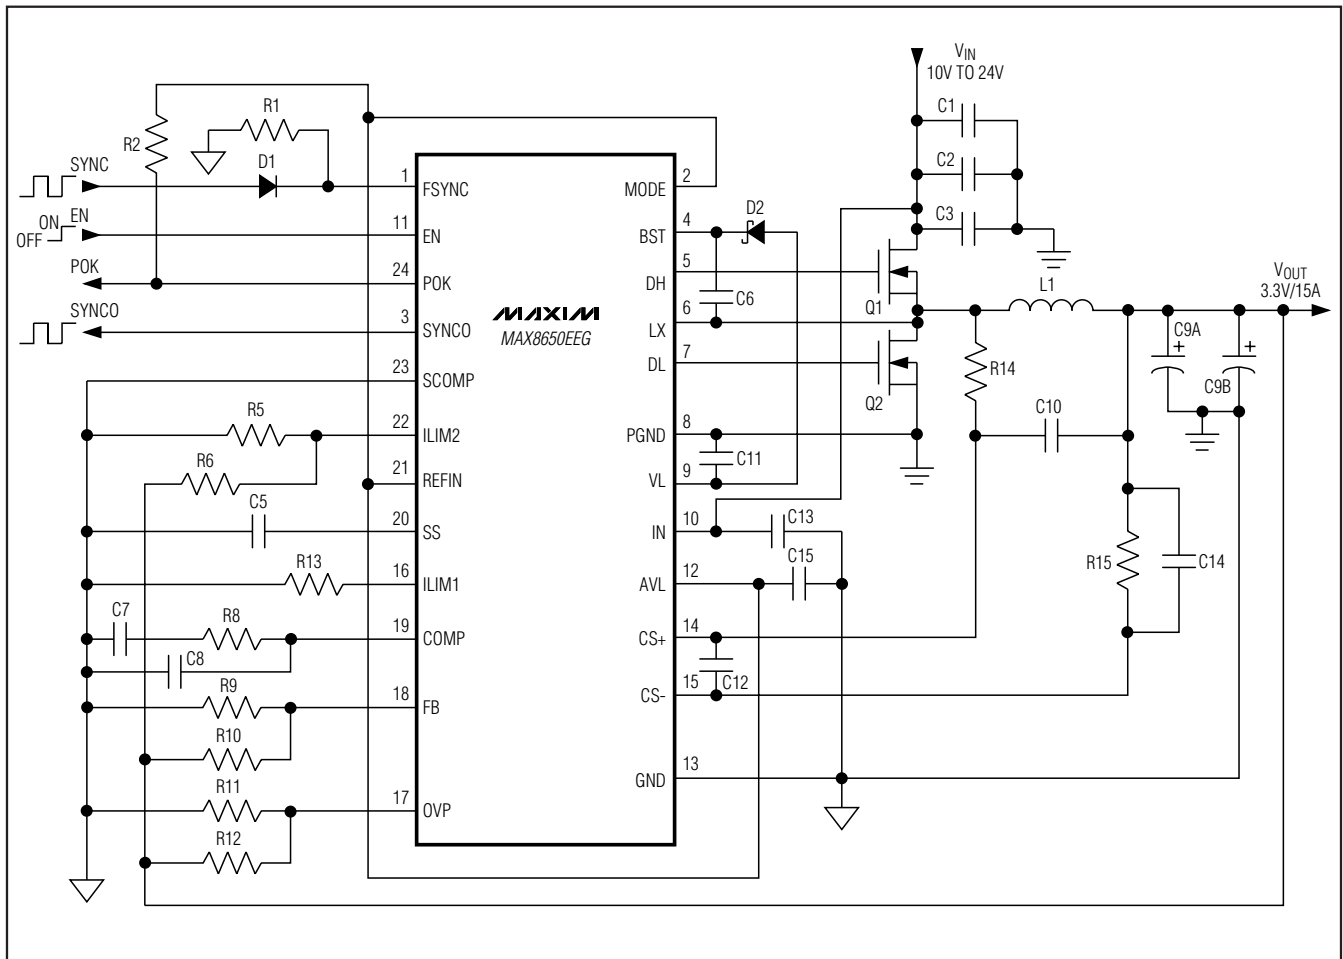 VIN
10V TO 24V
R1
C1
R2
SYNC
D1
C2
1
FSYNC
MODE
2
D2
ON
EN
OFF
11
EN
BST
4
C3
POK
24
POK
DH
5
C6
Q1
L1
VOUT
3.3V/15A
SYNCO
3
SYNCO
MAXIM
MAX8650EEG
LX
6
C9A
+
+
23
SCOMP
DL
7
Q2
R14
C9B
R5
22
ILIM2
PGND
8
C10
R6
21
REFIN
VL
9
C11
C5
20
SS
IN
10
C13
R13
16
ILIM1
AVL
12
C15
R15
C14
C7
R8
19
COMP
CS+
14
C8
C12
R9
18
FB
CS-
15
R10
GND
13
R11
17
OVP
R12